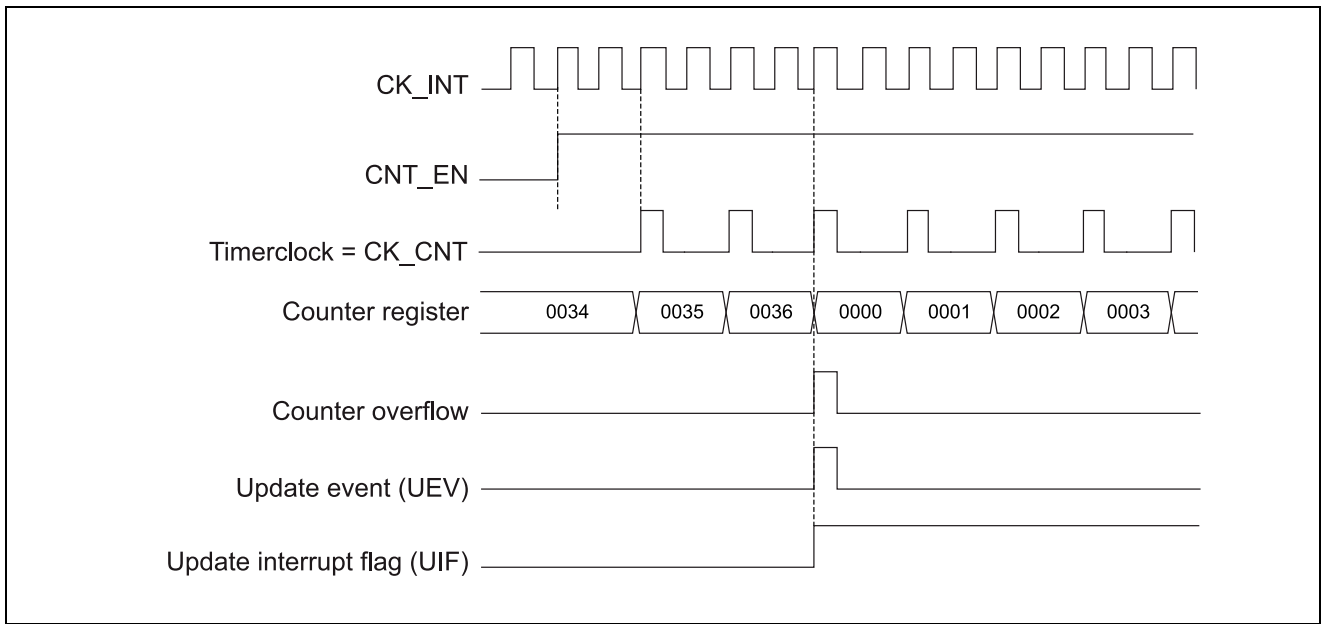 CK_INT
CNT_EN
Timerclock = CK_CNT
Counter register 0034 0035 0036 0000 0001 0002 0003
Counter overflow
Update event (UEV)
Update interrupt flag (UIF)